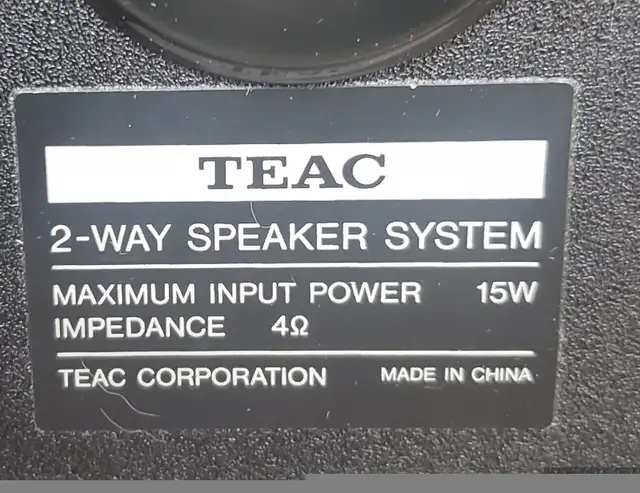 TEAC
2-WAY SPEAKER SYSTEM
MAXIMUM INPUT POWER 15W
IMPEDANCE 4Ω
TEAC CORPORATION MADE IN CHINA